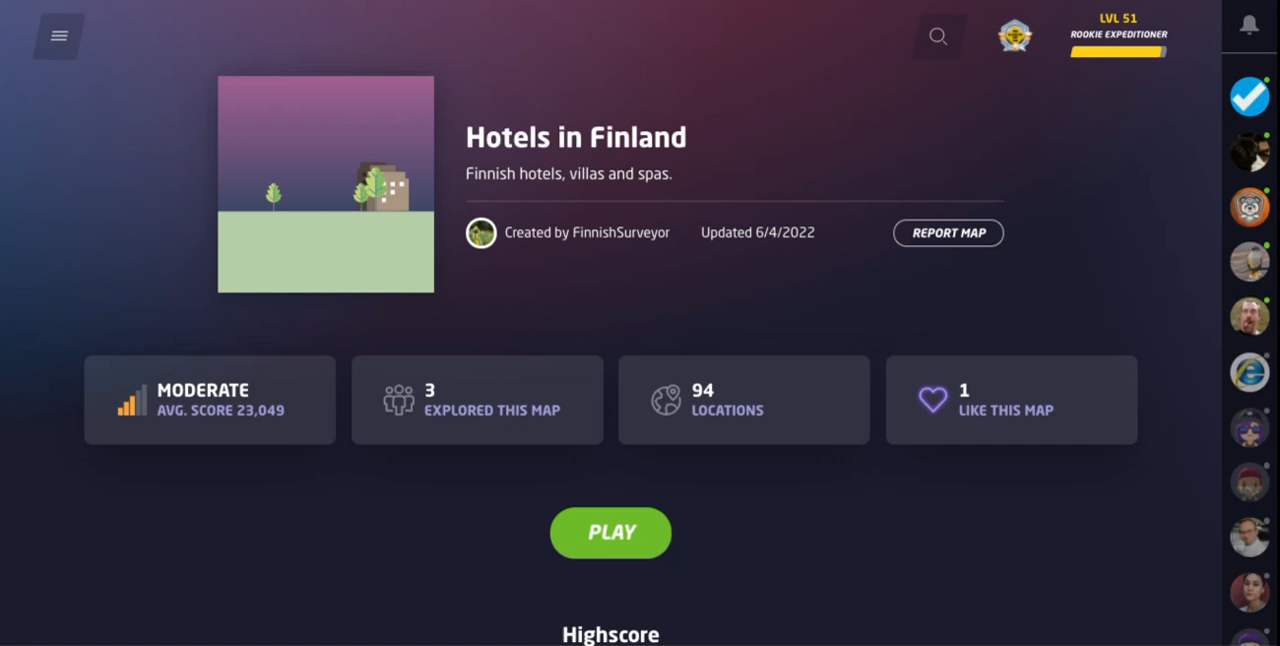 LVL 51
ROOKIE EXPEDITIONER
Hotels in Finland
Finnish hotels, villas and spas.
Created by FinnishSurveyor
Updated 6/4/2022
REPORT MAP
MODERATE
AVG. SCORE 23,049
3
EXPLORED THIS MAP
94
LOCATIONS
1
LIKE THIS MAP
PLAY
Highscore